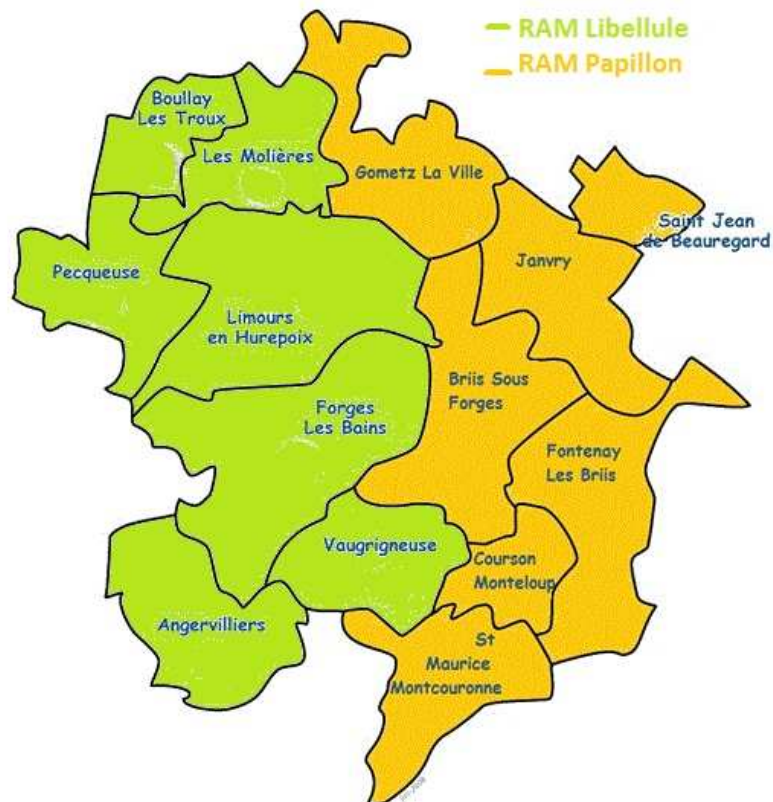 RAM Libellule
RAM Papillon
Boullay
Les Troux
Les Molières
Gometz La Ville
Saint Jean
de Beauregard
Janvry
Pecqueuse
Limours
en Hurepoix
Briis Sous
Forges
Forges
Les Bains
Fontenay
Les Briis
Vaugrigneuse
Courson
Monteloup
Angervilliers
St
Maurice
Montcouronne